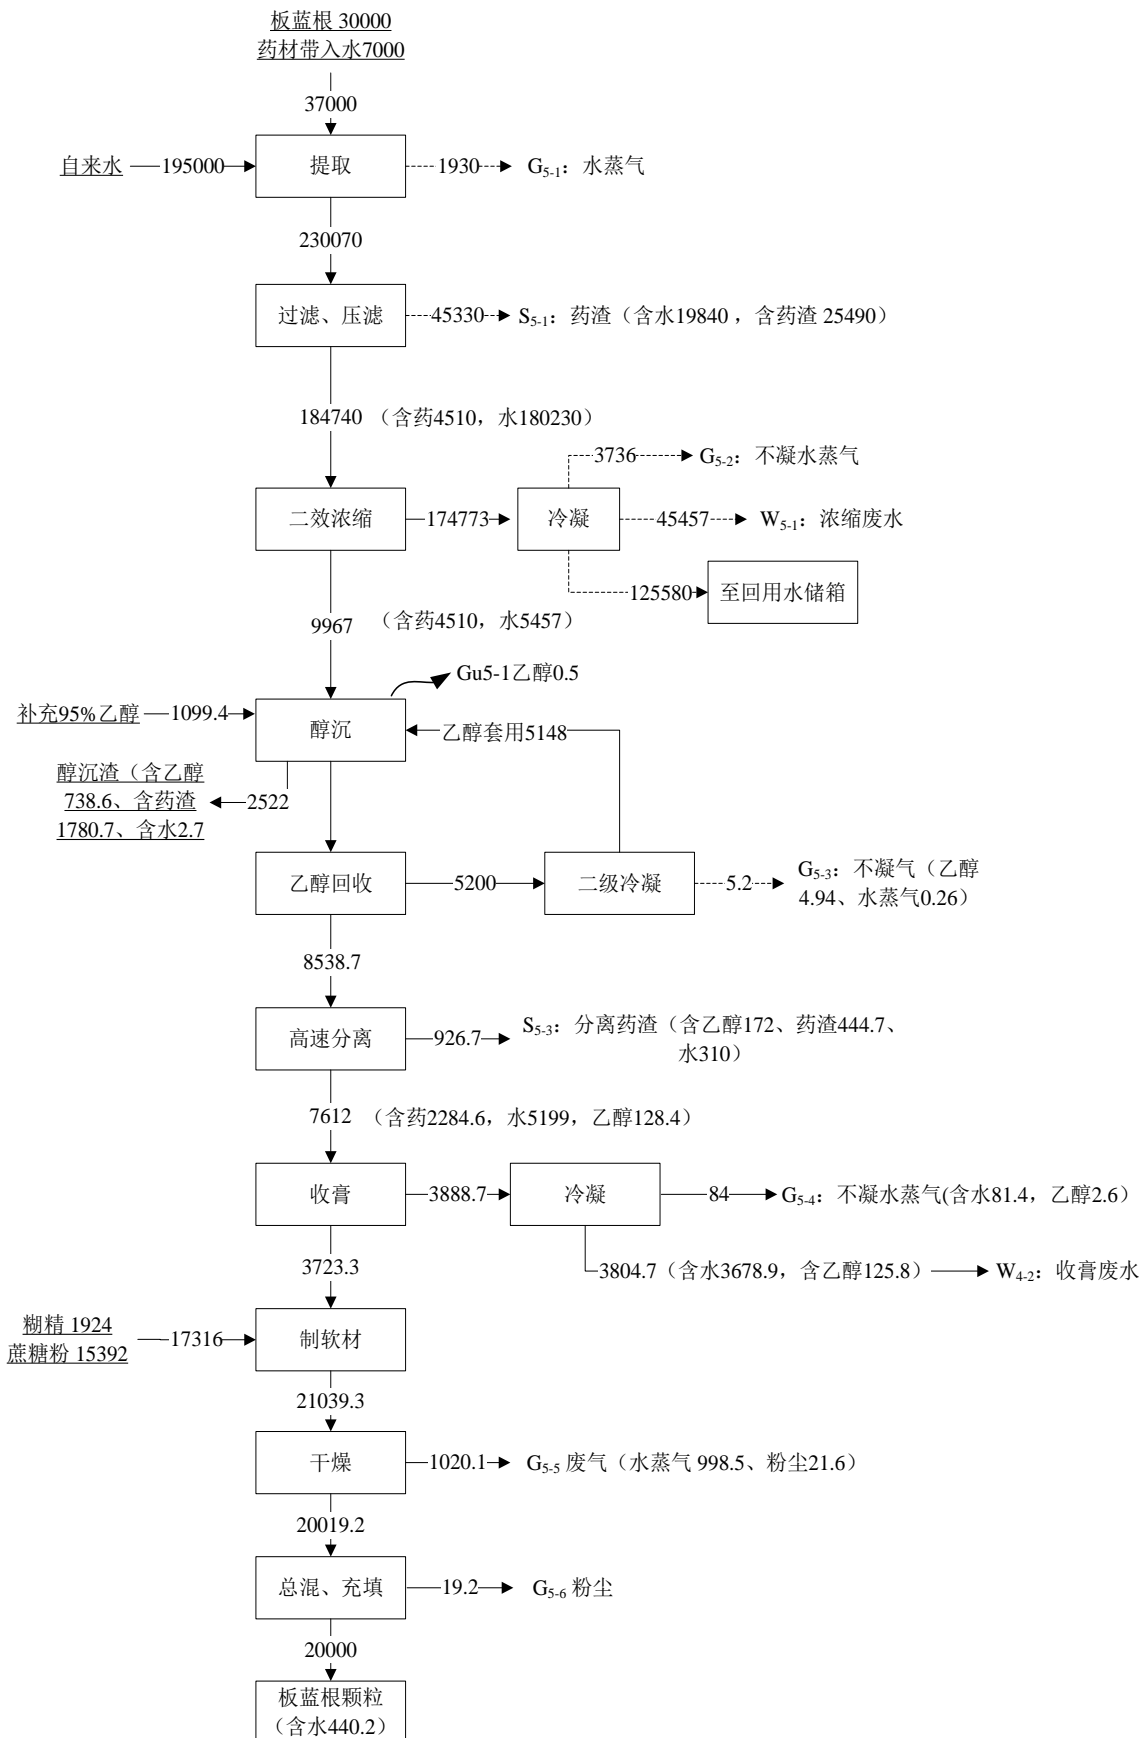 板蓝根 30000
药材带入水7000
37000
自来水
195000
提取
1930
G5-1：水蒸气
230070
过滤、压滤
45330
S5-1：药渣（含水19840 ，含药渣 25490）
184740
（含药4510，水180230）
3736
G5-2：不凝水蒸气
二效浓缩
174773
冷凝
45457
W5-1：浓缩废水
125580
至回用水储箱
9967
（含药4510，水5457）
Gu5-1乙醇0.5
补充95%乙醇
1099.4
醇沉
乙醇套用5148
醇沉渣（含乙醇
738.6、含药渣
1780.7、含水2.7
2522
乙醇回收
5200
二级冷凝
5.2
G5-3：不凝气（乙醇
4.94、水蒸气0.26）
8538.7
高速分离
926.7
S5-3：分离药渣（含乙醇172、药渣444.7、
水310）
7612
（含药2284.6，水5199，乙醇128.4）
收膏
3888.7
冷凝
84
G5-4：不凝水蒸气(含水81.4，乙醇2.6）
3723.3
3804.7（含水3678.9，含乙醇125.8）
W4-2：收膏废水
糊精 1924
蔗糖粉 15392
17316
制软材
21039.3
干燥
1020.1
G5-5 废气（水蒸气 998.5、粉尘21.6）
20019.2
总混、充填
19.2
G5-6 粉尘
20000
板蓝根颗粒
（含水440.2）